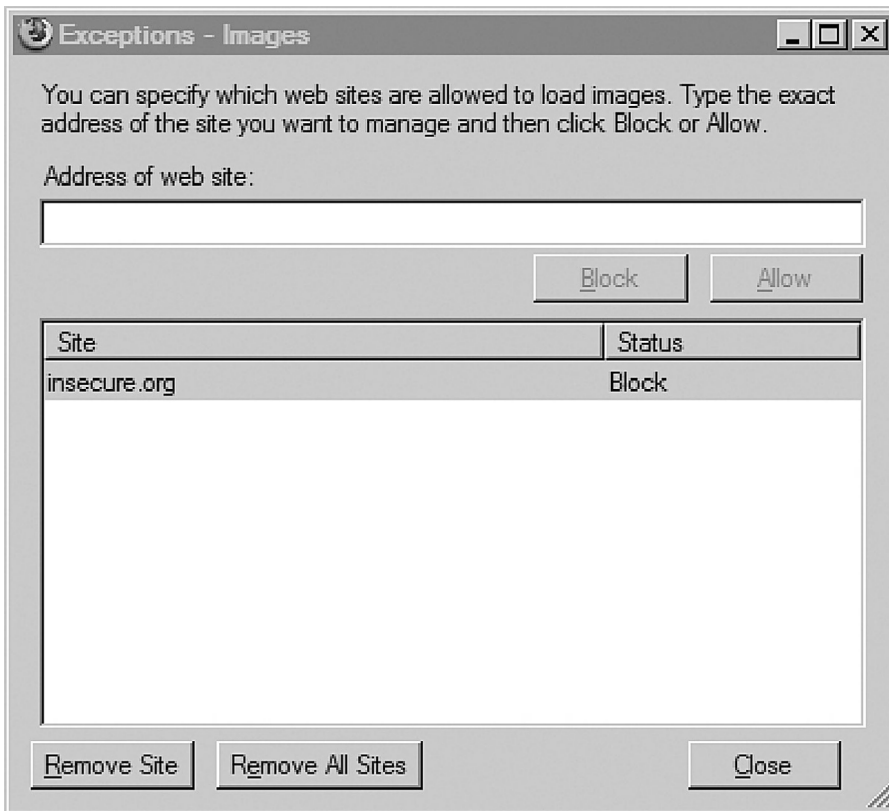 Exceptions - Images
You can specify which web sites are allowed to load images. Type the exact
address of the site you want to manage and then click Block or Allow.
Address of web site:
Block Allow
Site Status
insecure.org Block
Remove Site Remove All Sites Close